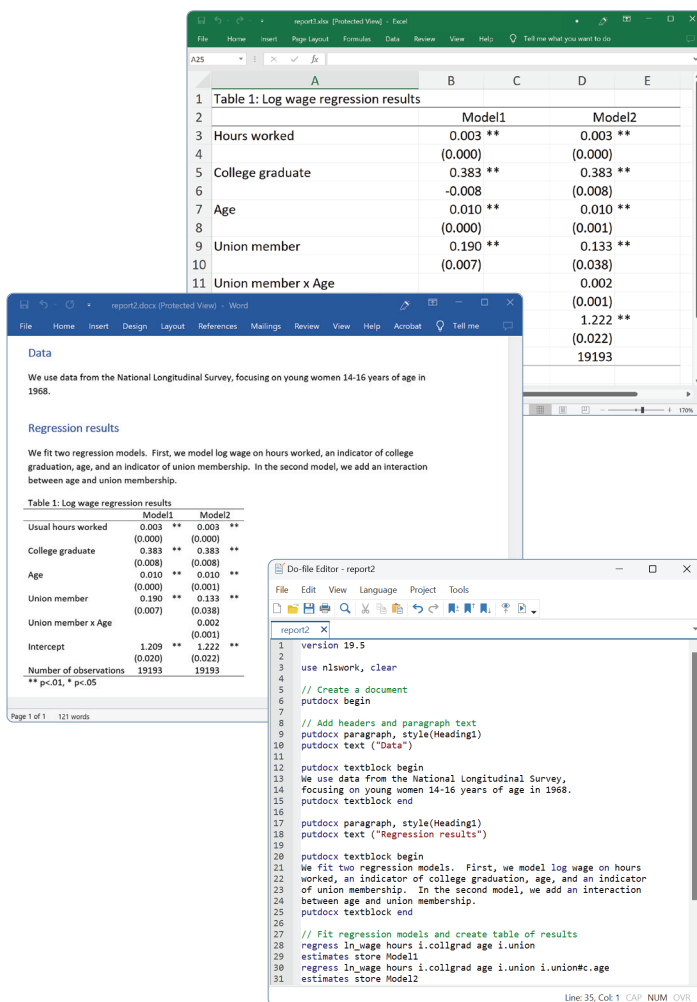 report3.xlsx [Protected View] - Excel
File Home Insert Page Layout Formulas Data Review View Help Tell me what you want to do
A25 fx
A B C D E
1 Table 1: Log wage regression results
2 Model1 Model2
3 Hours worked 0.003 ** 0.003 **
4 (0.000) (0.000)
5 College graduate 0.383 ** 0.383 **
6 -0.008 (0.008)
7 Age 0.010 ** 0.010 **
8 (0.000) (0.001)
9 Union member 0.190 ** 0.133 **
10 (0.007) (0.038)
11 Union member x Age 0.002
(0.001)
1.222 **
(0.022)
19193
170%
report2.docx (Protected View) - Word
File Home Insert Design Layout References Mailings Review View Help Acrobat Tell me
Data
We use data from the National Longitudinal Survey, focusing on young women 14-16 years of age in
1968.
Regression results
We fit two regression models. First, we model log wage on hours worked, an indicator of college
graduation, age, and an indicator of union membership. In the second model, we add an interaction
between age and union membership.
Table 1: Log wage regression results
Model1 Model2
Usual hours worked 0.003 ** 0.003 **
(0.000) (0.000)
College graduate 0.383 ** 0.383 **
(0.008) (0.008)
Age 0.010 ** 0.010 **
(0.000) (0.001)
Union member 0.190 ** 0.133 **
(0.007) (0.038)
Union member x Age 0.002
(0.001)
Intercept 1.209 ** 1.222 **
(0.020) (0.022)
Number of observations 19193 19193
** p<.01, * p<.05
Page 1 of 1 121 words
Do-file Editor - report2
File Edit View Language Project Tools
report2
1 version 19.5
2
3 use nlswork, clear
4
5 // Create a document
6 putdocx begin
7
8 // Add headers and paragraph text
9 putdocx paragraph, style(Heading1)
10 putdocx text ("Data")
11
12 putdocx textblock begin
13 We use data from the National Longitudinal Survey,
14 focusing on young women 14-16 years of age in 1968.
15 putdocx textblock end
16
17 putdocx paragraph, style(Heading1)
18 putdocx text ("Regression results")
19
20 putdocx textblock begin
21 We fit two regression models. First, we model log wage on hours
22 worked, an indicator of college graduation, age, and an indicator
23 of union membership. In the second model, we add an interaction
24 between age and union membership.
25 putdocx textblock end
26
27 // Fit regression models and create table of results
28 regress ln_wage hours i.collgrad age i.union
29 estimates store Model1
30 regress ln_wage hours i.collgrad age i.union i.union#c.age
31 estimates store Model2
Line: 35, Col: 1 CAP NUM OVR